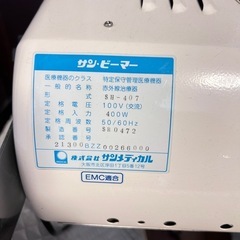 サン・ビーマー
医療機器のクラス 特定保守管理医療機器
一般的名称 赤外線治療器
形式 SH-407
定格電圧 100V(交流)
定格入力 400W
定格周波数 50/60Hz
製造番号 SB0472
21300BZZ00266000
株式会社サンメディカル
EMC適合